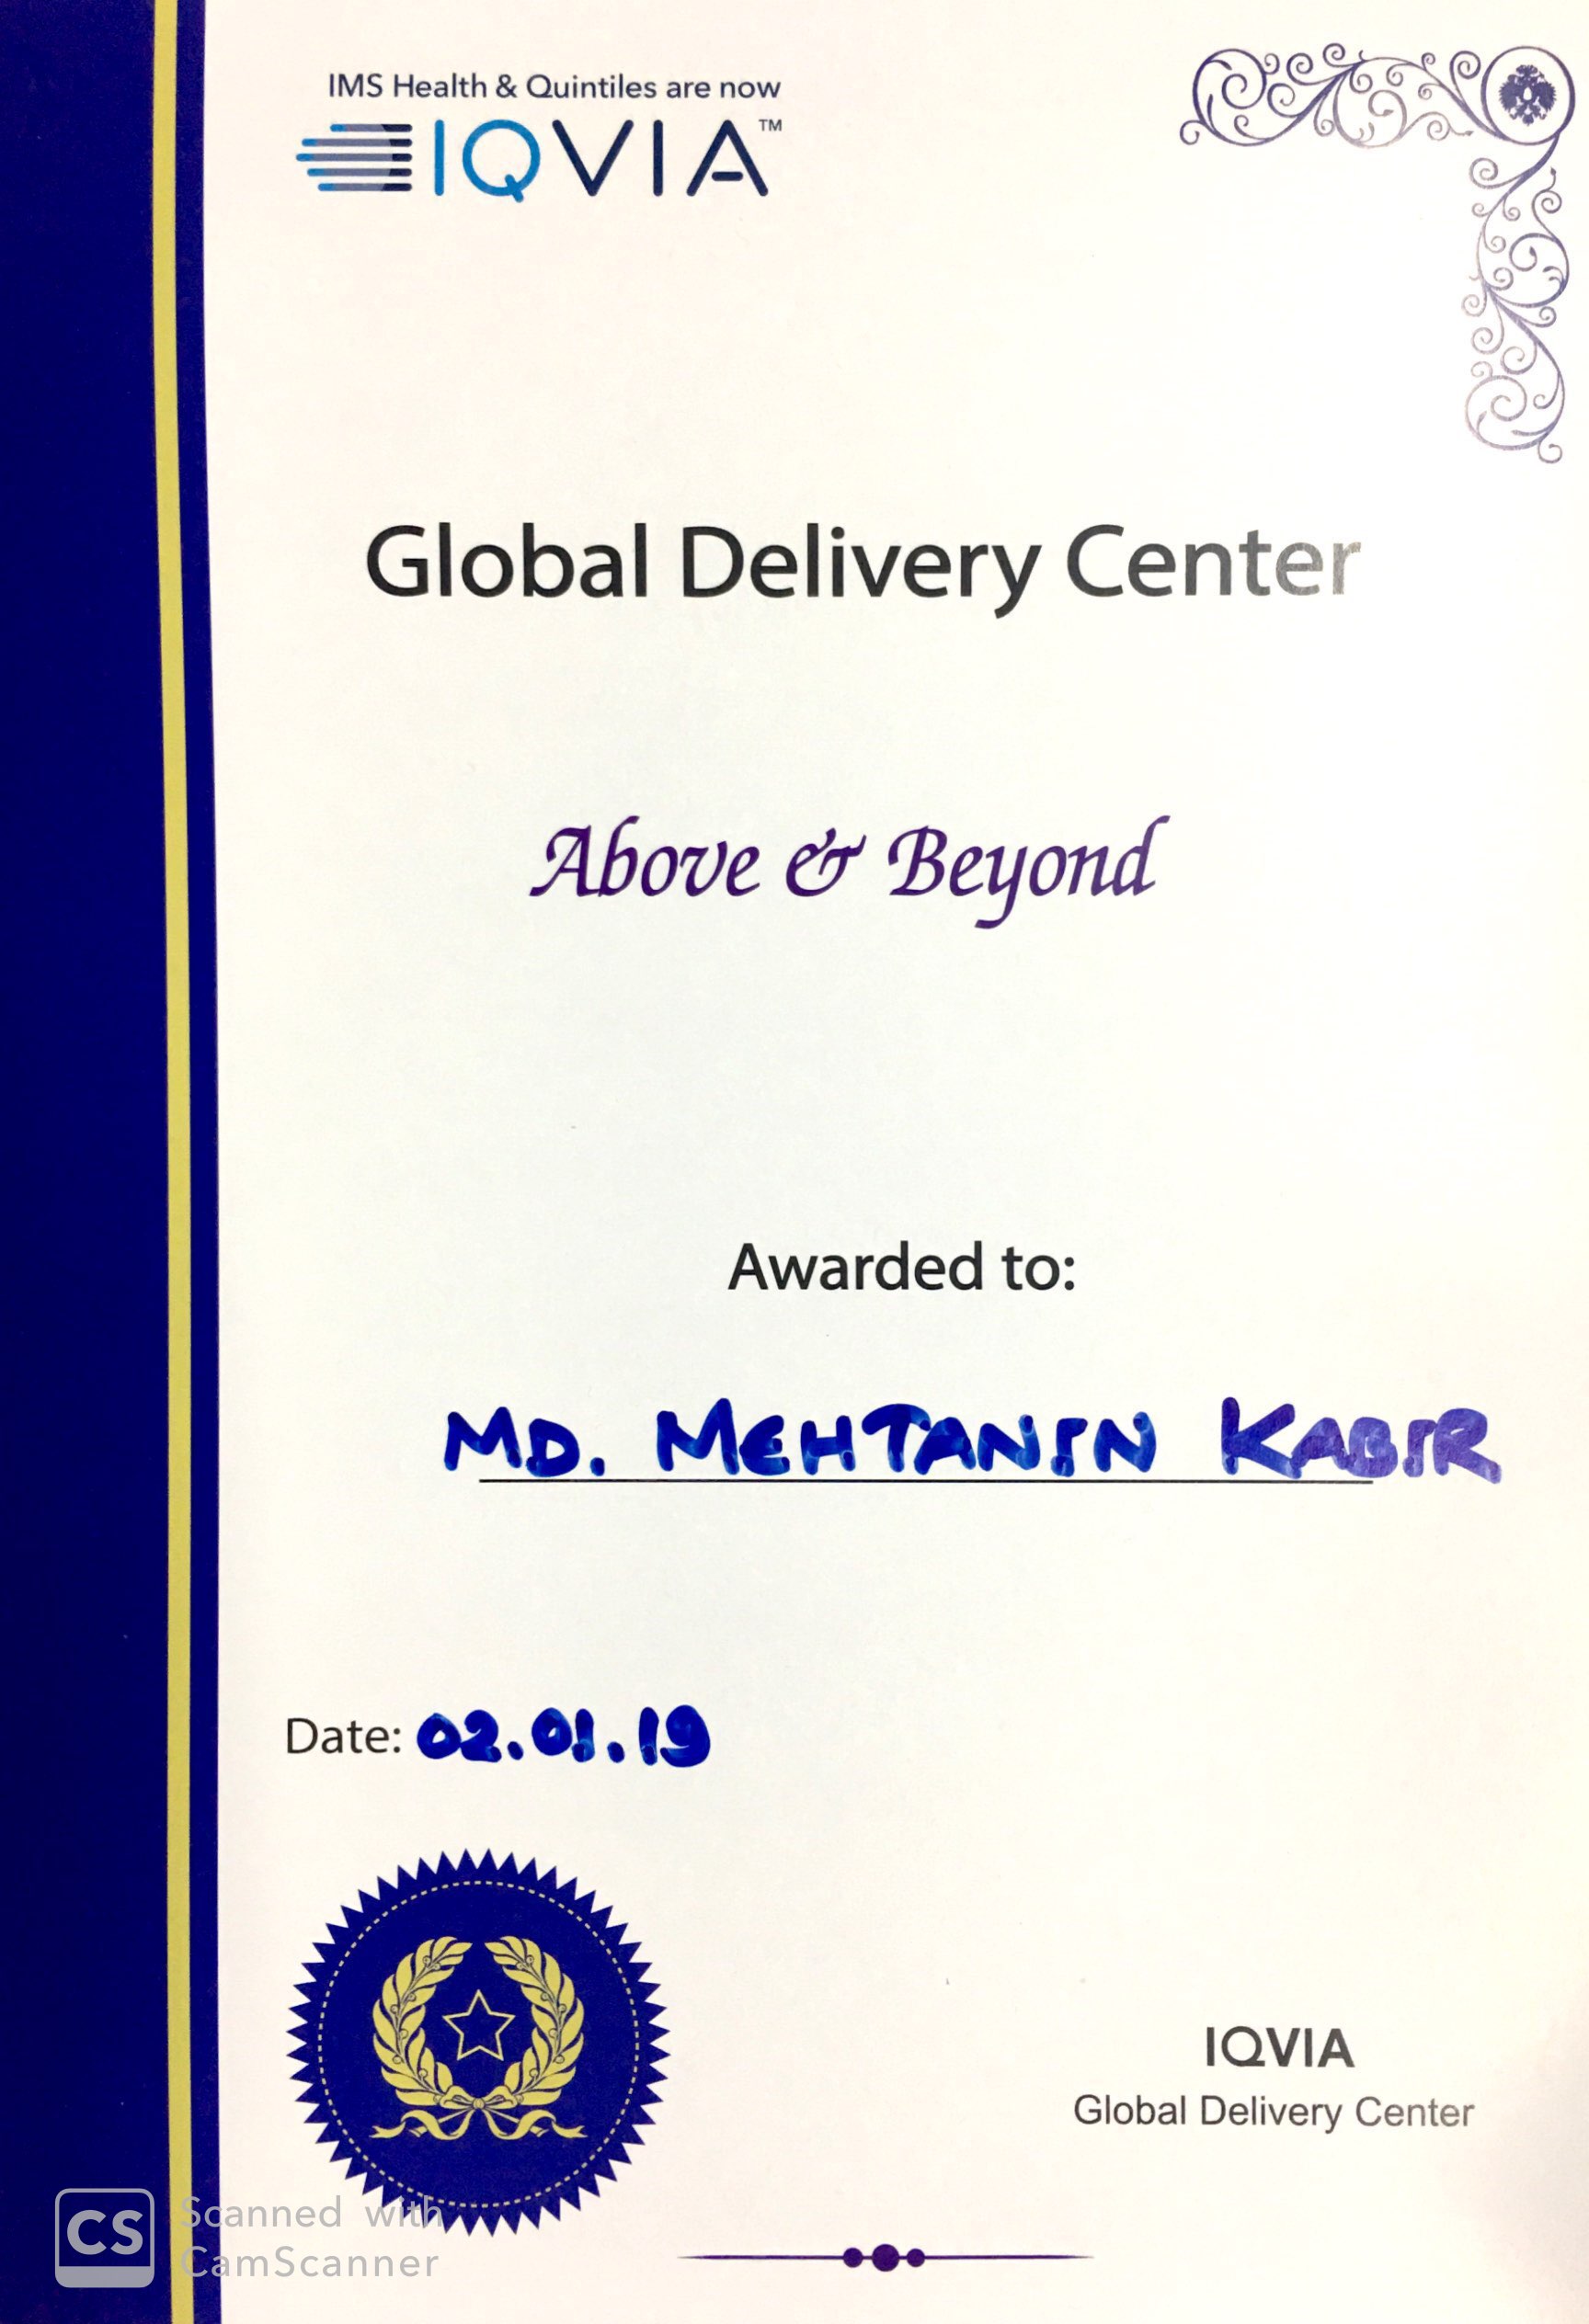 IMS Health & Quintiles are now
IQVIA™
Global Delivery Center
Above & Beyond
Awarded to:
MD. MEHTANIN KABIR
Date: 02.01.19
IQVIA
Global Delivery Center
CS Scanned with
CamScanner